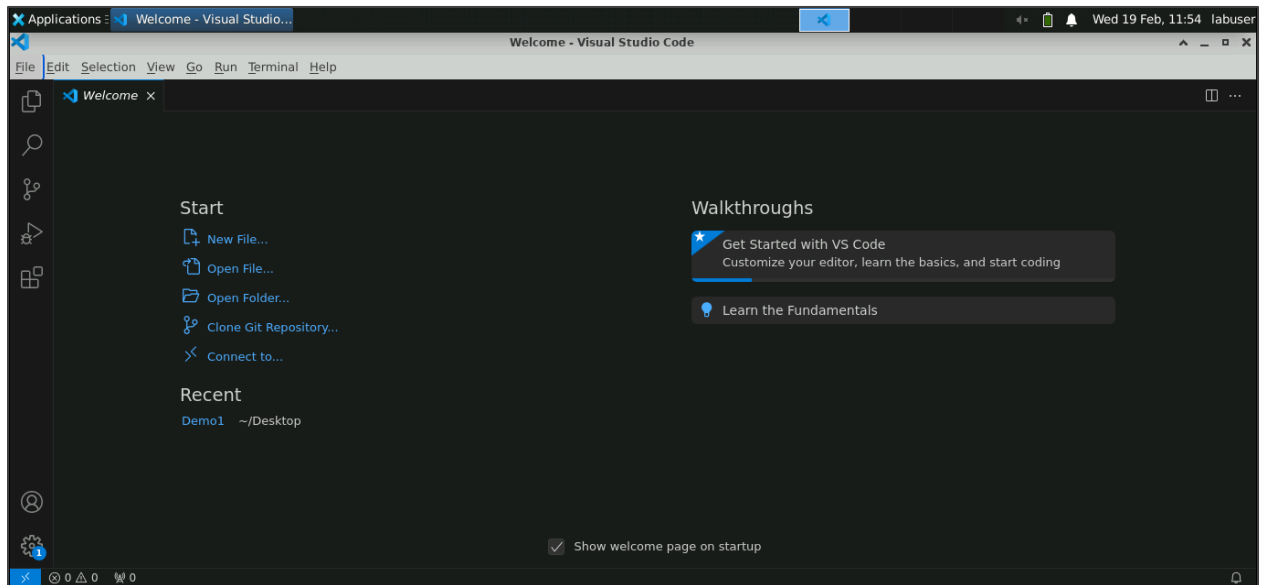 Applications Welcome - Visual Studio... Wed 19 Feb, 11:54 labuser
Welcome - Visual Studio Code
File Edit Selection View Go Run Terminal Help
Welcome
Start
New File...
Open File...
Open Folder...
Clone Git Repository...
Connect to...
Recent
Demo1 ~/Desktop
Walkthroughs
Get Started with VS Code
Customize your editor, learn the basics, and start coding
Learn the Fundamentals
Show welcome page on startup
1
0 0 0